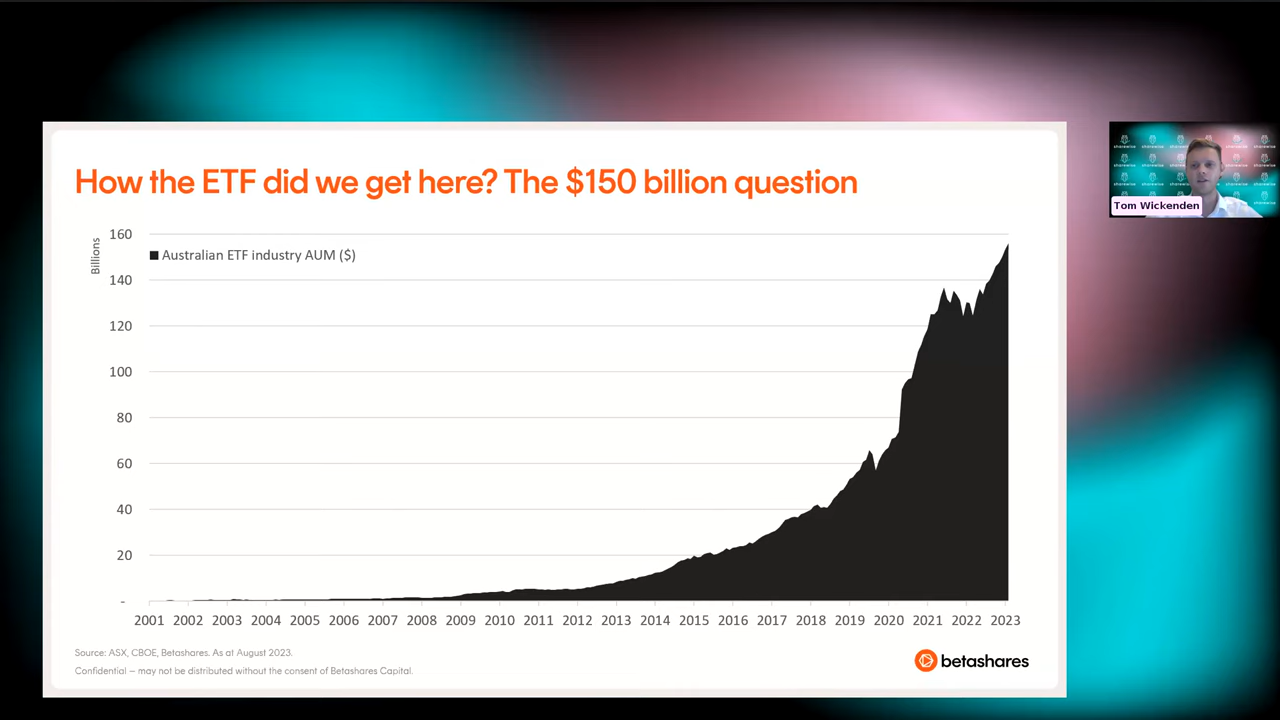 How the ETF did we get here? The $150 billion question
Billions
Australian ETF industry AUM ($)
160
140
120
100
80
60
40
20
-
2001 2002 2003 2004 2005 2006 2007 2008 2009 2010 2011 2012 2013 2014 2015 2016 2017 2018 2019 2020 2021 2022 2023
Source: ASX, CBOE, Betashares. As at August 2023.
Confidential – may not be distributed without the consent of Betashares Capital.
betashares
Tom Wickenden